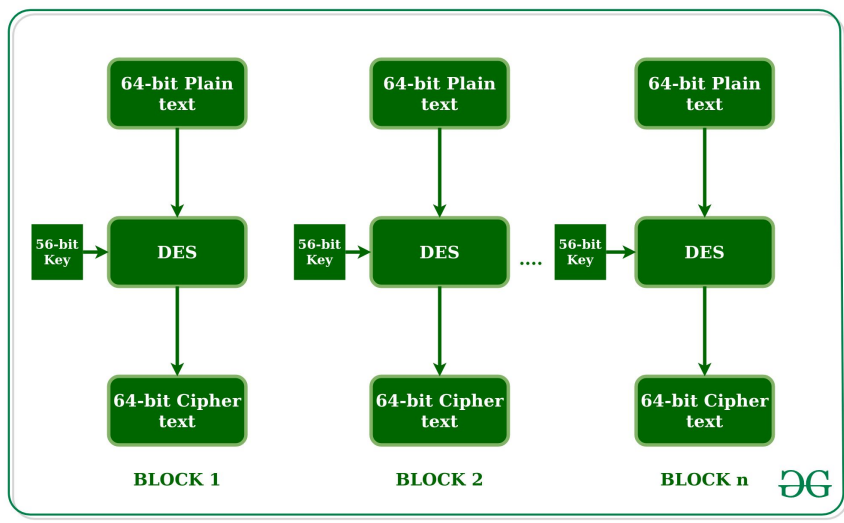 64-bit Plain
text
64-bit Plain
text
64-bit Plain
text
56-bit
Key
DES
56-bit
Key
DES
....
56-bit
Key
DES
64-bit Cipher
text
64-bit Cipher
text
64-bit Cipher
text
BLOCK 1
BLOCK 2
BLOCK n